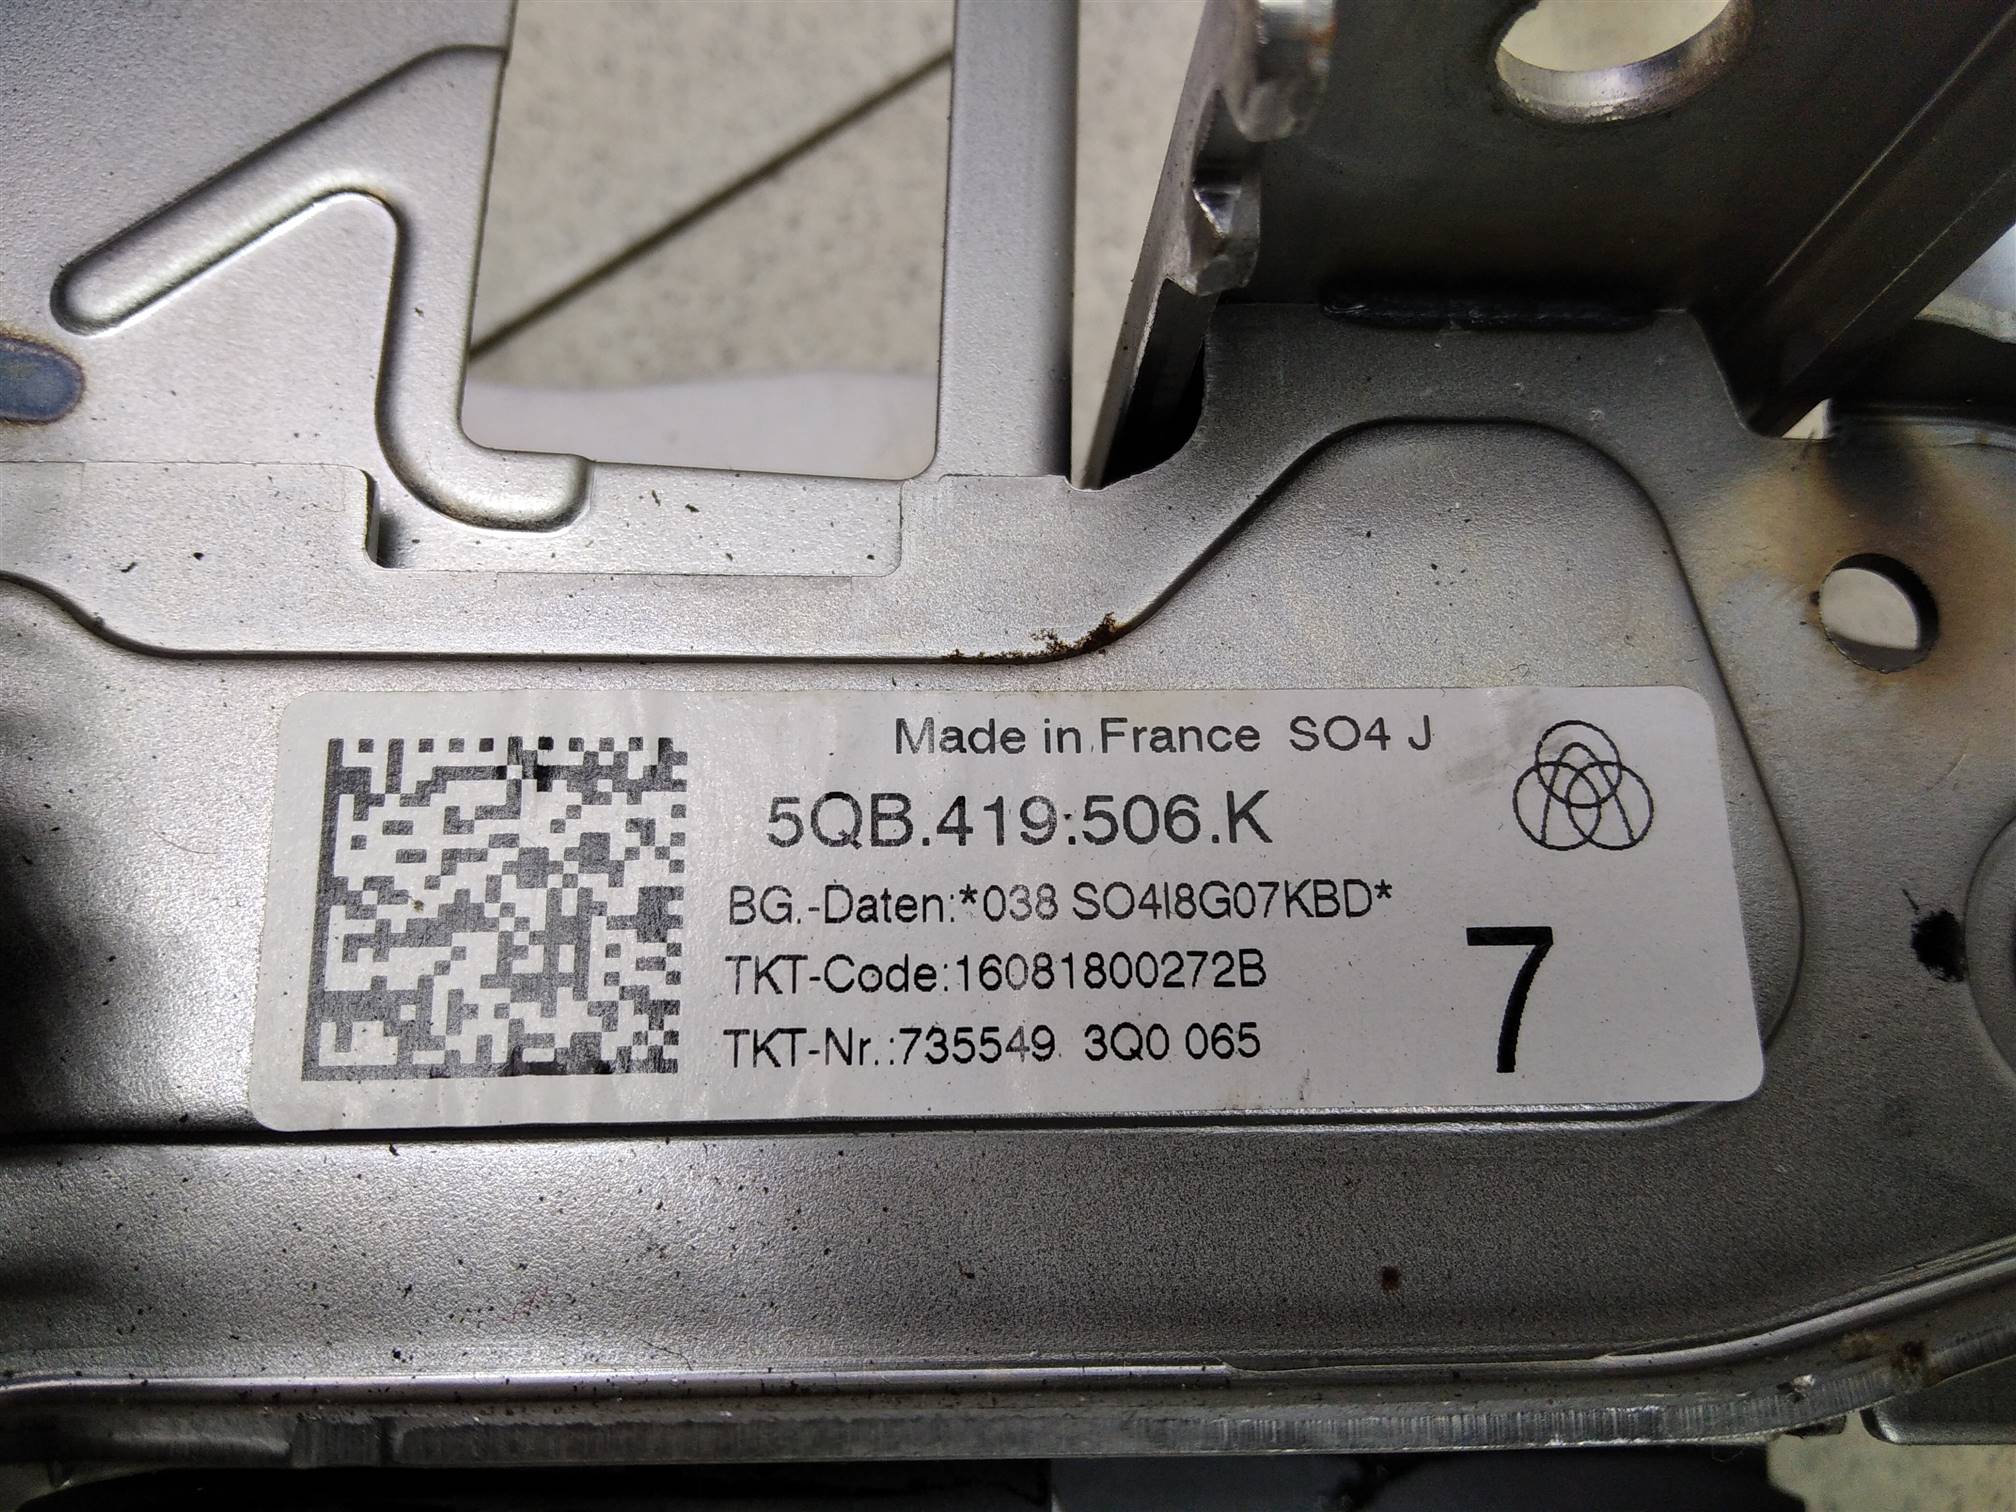 Made in France SO4 J
5QB.419.506.K
BG.-Daten:*038 SO4I8G07KBD*
TKT-Code:16081800272B
TKT-Nr.:735549 3Q0 065
7